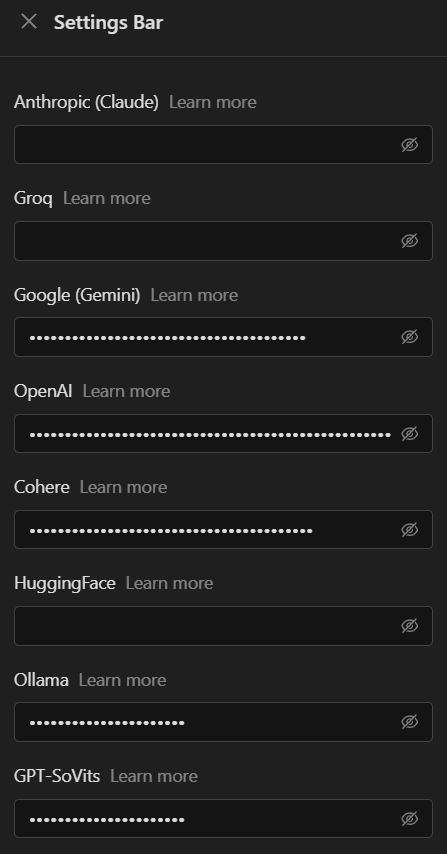 Settings Bar
Anthropic (Claude) Learn more
Groq Learn more
Google (Gemini) Learn more
•••••••••••••••••••••••••••••••••••••••
OpenAI Learn more
•••••••••••••••••••••••••••••••••••••••••••••••••••
Cohere Learn more
••••••••••••••••••••••••••••••••••••••••
HuggingFace Learn more
Ollama Learn more
••••••••••••••••••••••
GPT-SoVits Learn more
••••••••••••••••••••••